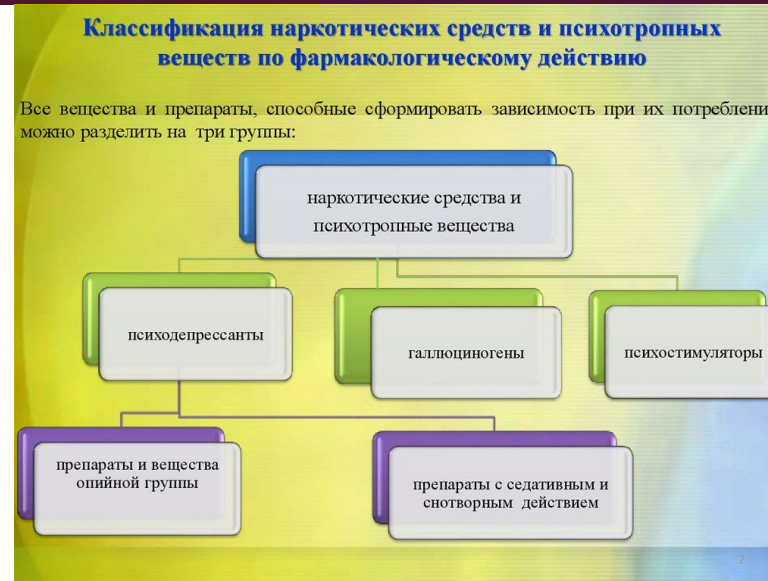 Классификация наркотических средств и психотропных
веществ по фармакологическому действию
Все вещества и препараты, способные сформировать зависимость при их потреблени
можно разделить на три группы:
наркотические средства и
психотропные вещества
психодепрессанты
галлюциногены
психостимуляторы
препараты и вещества
опийной группы
препараты с седативным и
снотворным действием
2